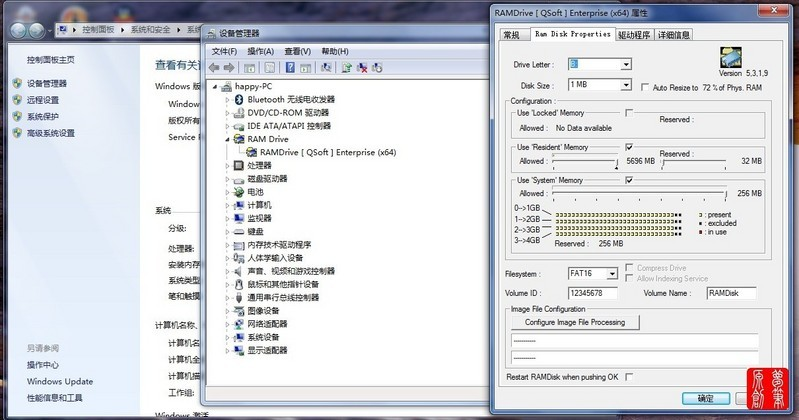 控制面板
系统和安全
控制面板主页
设备管理器
远程设置
系统保护
高级系统设置
另请参阅
操作中心
Windows Update
性能信息和工具
查看有关
Windows 版
Window
版权所有
Service
系统
分级:
处理器:
安装内存
系统类型
笔和触摸
计算机名称、
计算机名
计算机全
计算机描
工作组:
Windows 激活
设备管理器
文件(F) 操作(A) 查看(V) 帮助(H)
happy-PC
Bluetooth 无线电收发器
DVD/CD-ROM 驱动器
IDE ATA/ATAPI 控制器
RAM Drive
RAMDrive [ QSoft ] Enterprise (x64)
处理器
磁盘驱动器
电池
计算机
监视器
键盘
内存技术驱动程序
人体学输入设备
声音、视频和游戏控制器
鼠标和其他指针设备
通用串行总线控制器
图像设备
网络适配器
系统设备
显示适配器
RAMDrive [ QSoft ] Enterprise (x64) 属性
常规 Ram Disk Properties 驱动程序 详细信息
Drive Letter :
Version 5,3,1,9
Disk Size : 1 MB Auto Resize to 72 % of Phys. RAM
Configuration :
Use 'Locked' Memory Reserved :
Allowed : No Data available
Use 'Resident' Memory Reserved :
Allowed : 5696 MB 32 MB
Use 'System' Memory
Allowed : 256 MB
0-->1GB
1-->2GB
2-->3GB
3-->4GB
: present
: excluded
: in use
Reserved : 256 MB
Filesystem : FAT16 Compress Drive
Allow Indexing Service
Volume ID : 12345678 Volume Name : RAMDisk
Image File Configuration
Configure Image File Processing
-----------
-----------
Restart RAMDisk when pushing OK
确定
原创